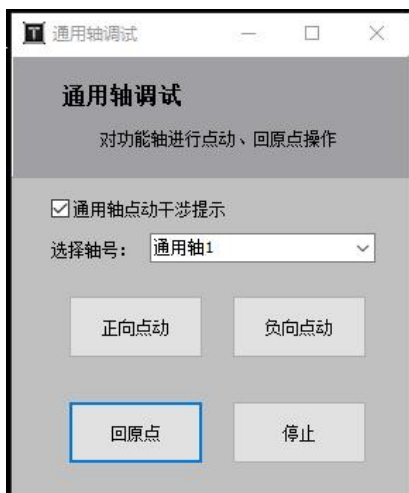 通用轴调试
通用轴调试
对功能轴进行点动、回原点操作
通用轴点动干涉提示
选择轴号： 通用轴1
正向点动 负向点动
回原点 停止